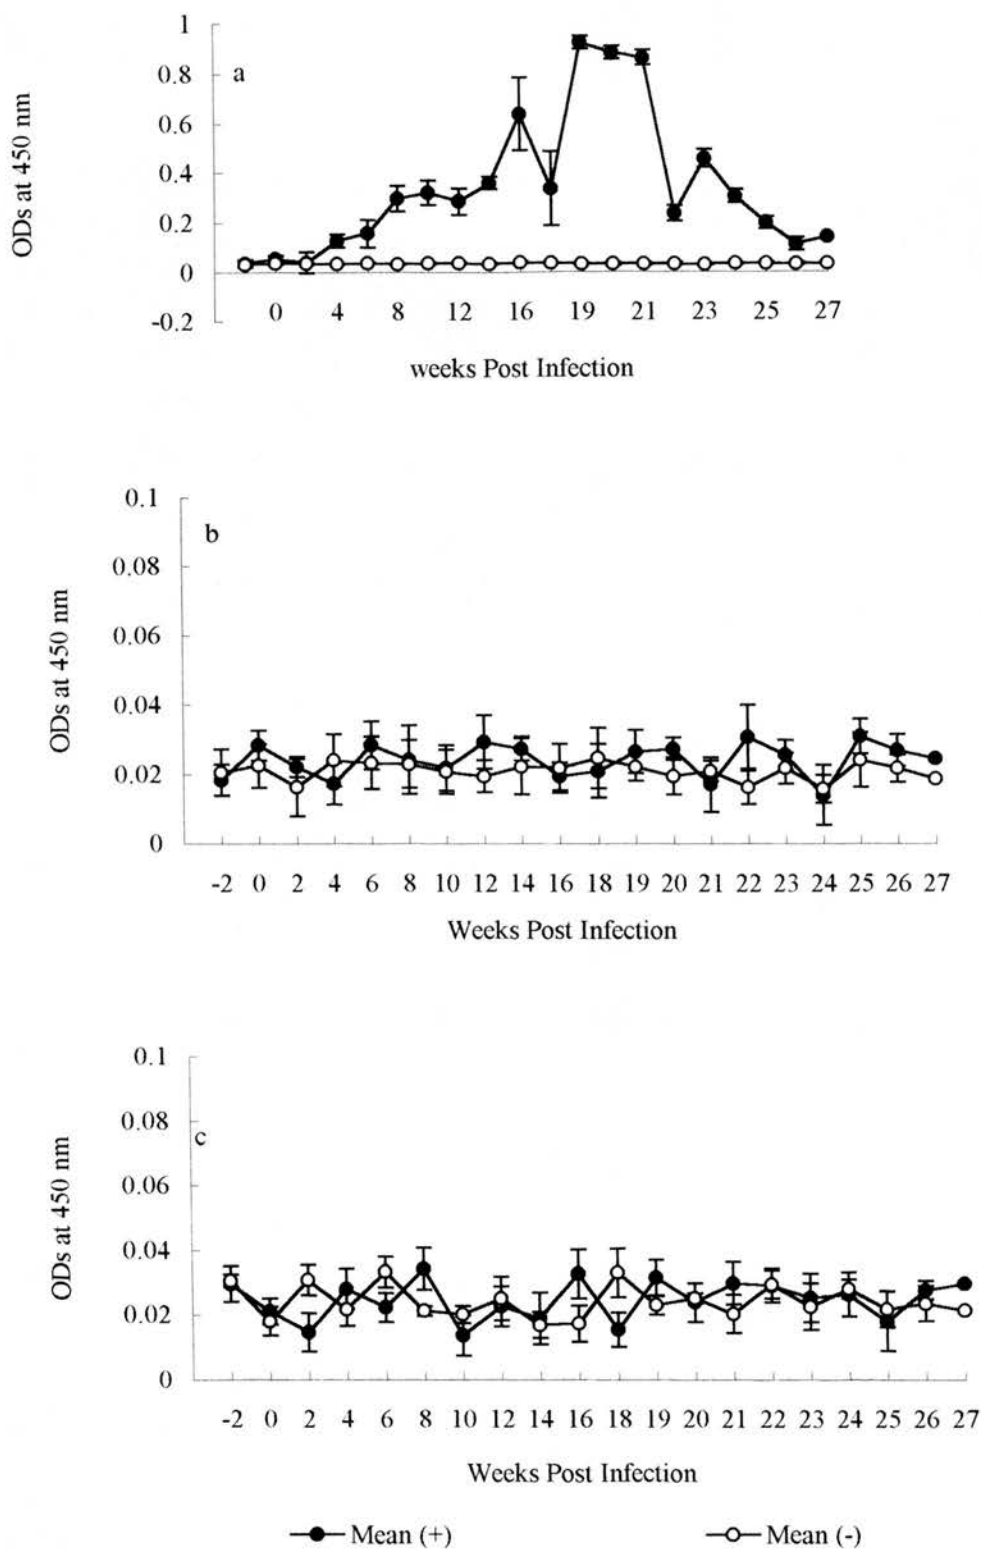 1
0.8
0.6
0.4
0.2
0
-0.2
a
ODs at 450 nm
0 4 8 12 16 19 21 23 25 27
weeks Post Infection
0.1
0.08
0.06
0.04
0.02
0
b
ODs at 450 nm
-2 0 2 4 6 8 10 12 14 16 18 19 20 21 22 23 24 25 26 27
Weeks Post Infection
0.1
0.08
0.06
0.04
0.02
0
c
ODs at 450 nm
-2 0 2 4 6 8 10 12 14 16 18 19 20 21 22 23 24 25 26 27
Weeks Post Infection
Mean (+) Mean (-)